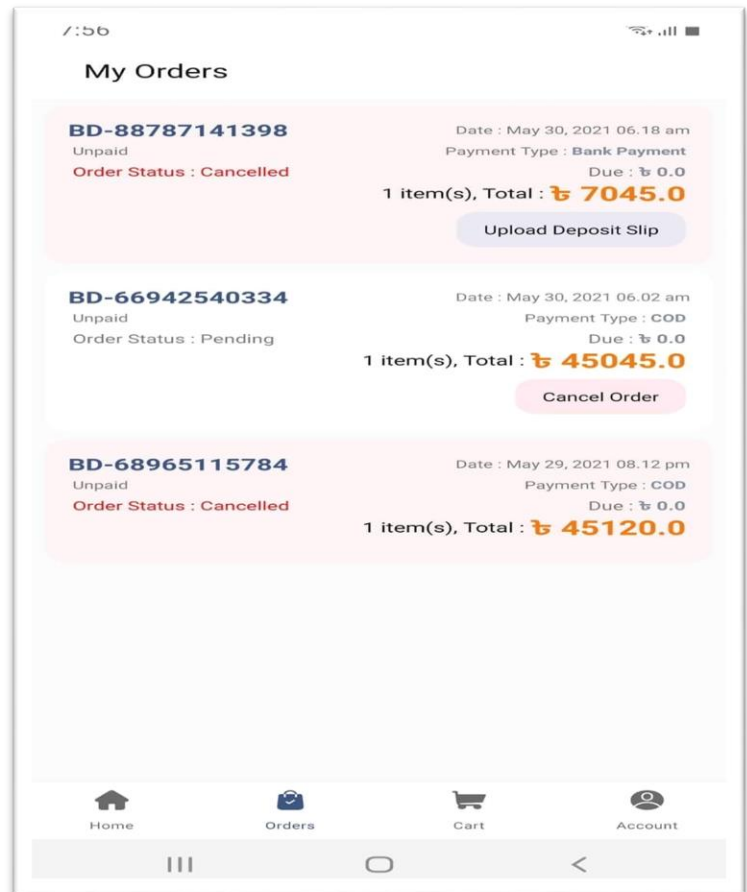 7:56
My Orders
BD-88787141398
Date : May 30, 2021 06.18 am
Unpaid
Payment Type : Bank Payment
Order Status : Cancelled
Due : ৳ 0.0
1 item(s), Total : ৳ 7045.0
Upload Deposit Slip
BD-66942540334
Date : May 30, 2021 06.02 am
Unpaid
Payment Type : COD
Order Status : Pending
Due : ৳ 0.0
1 item(s), Total : ৳ 45045.0
Cancel Order
BD-68965115784
Date : May 29, 2021 08.12 pm
Unpaid
Payment Type : COD
Order Status : Cancelled
Due : ৳ 0.0
1 item(s), Total : ৳ 45120.0
Home Orders Cart Account